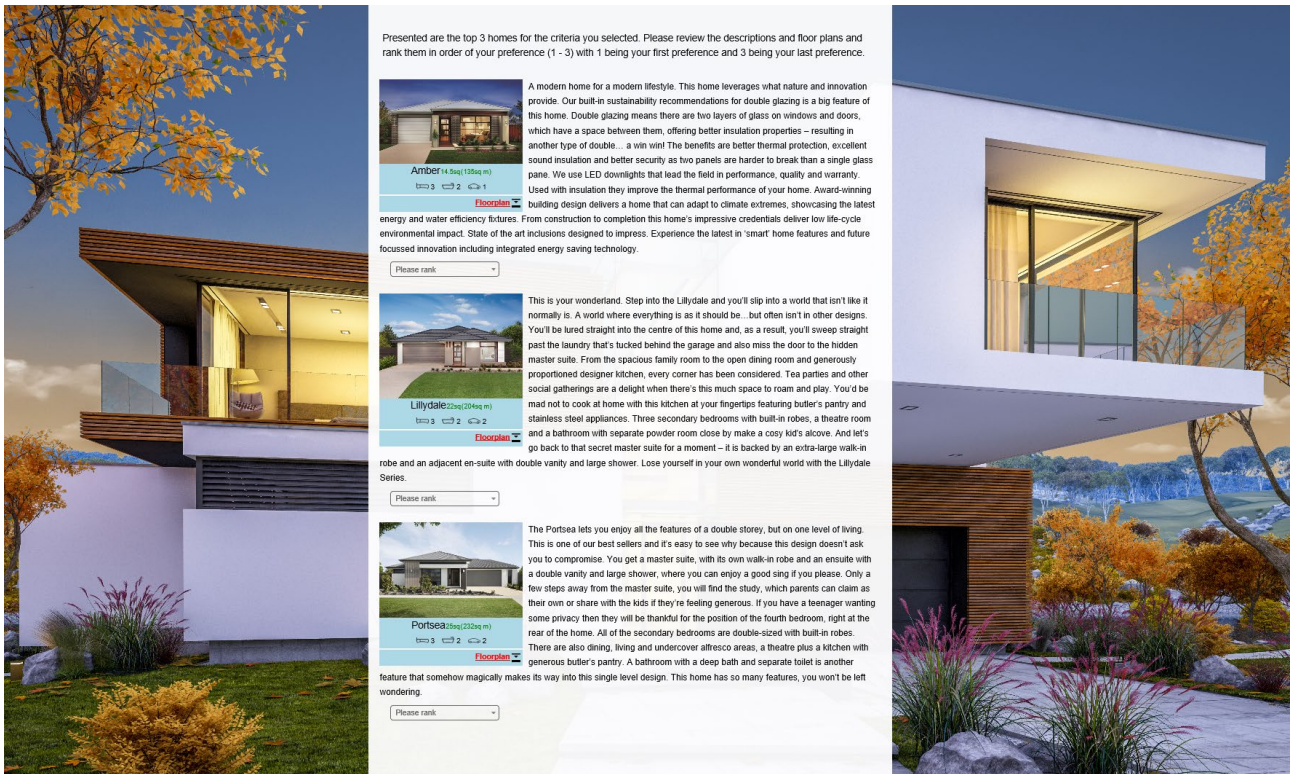 Presented are the top 3 homes for the criteria you selected. Please review the descriptions and floor plans and
rank them in order of your preference (1 - 3) with 1 being your first preference and 3 being your last preference.
A modern home for a modern lifestyle. This home leverages what nature and innovation
provide. Our built-in sustainability recommendations for double glazing is a big feature of
this home. Double glazing means there are two layers of glass on windows and doors,
which have a space between them, offering better insulation properties – resulting in
another type of double… a win win! The benefits are better thermal protection, excellent
sound insulation and better security as two panels are harder to break than a single glass
pane. We use LED downlights that lead the field in performance, quality and warranty.
Used with insulation they improve the thermal performance of your home. Award-winning
building design delivers a home that can adapt to climate extremes, showcasing the latest
energy and water efficiency fixtures. From construction to completion this home's impressive credentials deliver low life-cycle
environmental impact. State of the art inclusions designed to impress. Experience the latest in 'smart' home features and future
focussed innovation including integrated energy saving technology.
Amber 14.5sq(135sq m)
3 2 1
Floorplan
Please rank
This is your wonderland. Step into the Lillydale and you'll slip into a world that isn't like it
normally is. A world where everything is as it should be…but often isn't in other designs.
You'll be lured straight into the centre of this home and, as a result, you'll sweep straight
past the laundry that's tucked behind the garage and also miss the door to the hidden
master suite. From the spacious family room to the open dining room and generously
proportioned designer kitchen, every corner has been considered. Tea parties and other
social gatherings are a delight when there's this much space to roam and play. You'd be
mad not to cook at home with this kitchen at your fingertips featuring butler's pantry and
stainless steel appliances. Three secondary bedrooms with built-in robes, a theatre room
and a bathroom with separate powder room close by make a cosy kid's alcove. And let's
go back to that secret master suite for a moment – it is backed by an extra-large walk-in
robe and an adjacent en-suite with double vanity and large shower. Lose yourself in your own wonderful world with the Lillydale
Series.
Lillydale 22sq(204sq m)
3 2 2
Floorplan
Please rank
The Portsea lets you enjoy all the features of a double storey, but on one level of living.
This is one of our best sellers and it's easy to see why because this design doesn't ask
you to compromise. You get a master suite, with its own walk-in robe and an ensuite with
a double vanity and large shower, where you can enjoy a good sing if you please. Only a
few steps away from the master suite, you will find the study, which parents can claim as
their own or share with the kids if they're feeling generous. If you have a teenager wanting
some privacy then they will be thankful for the position of the fourth bedroom, right at the
rear of the home. All of the secondary bedrooms are double-sized with built-in robes.
There are also dining, living and undercover alfresco areas, a theatre plus a kitchen with
generous butler's pantry. A bathroom with a deep bath and separate toilet is another
feature that somehow magically makes its way into this single level design. This home has so many features, you won't be left
wondering.
Portsea 25sq(232sq m)
3 2 2
Floorplan
Please rank